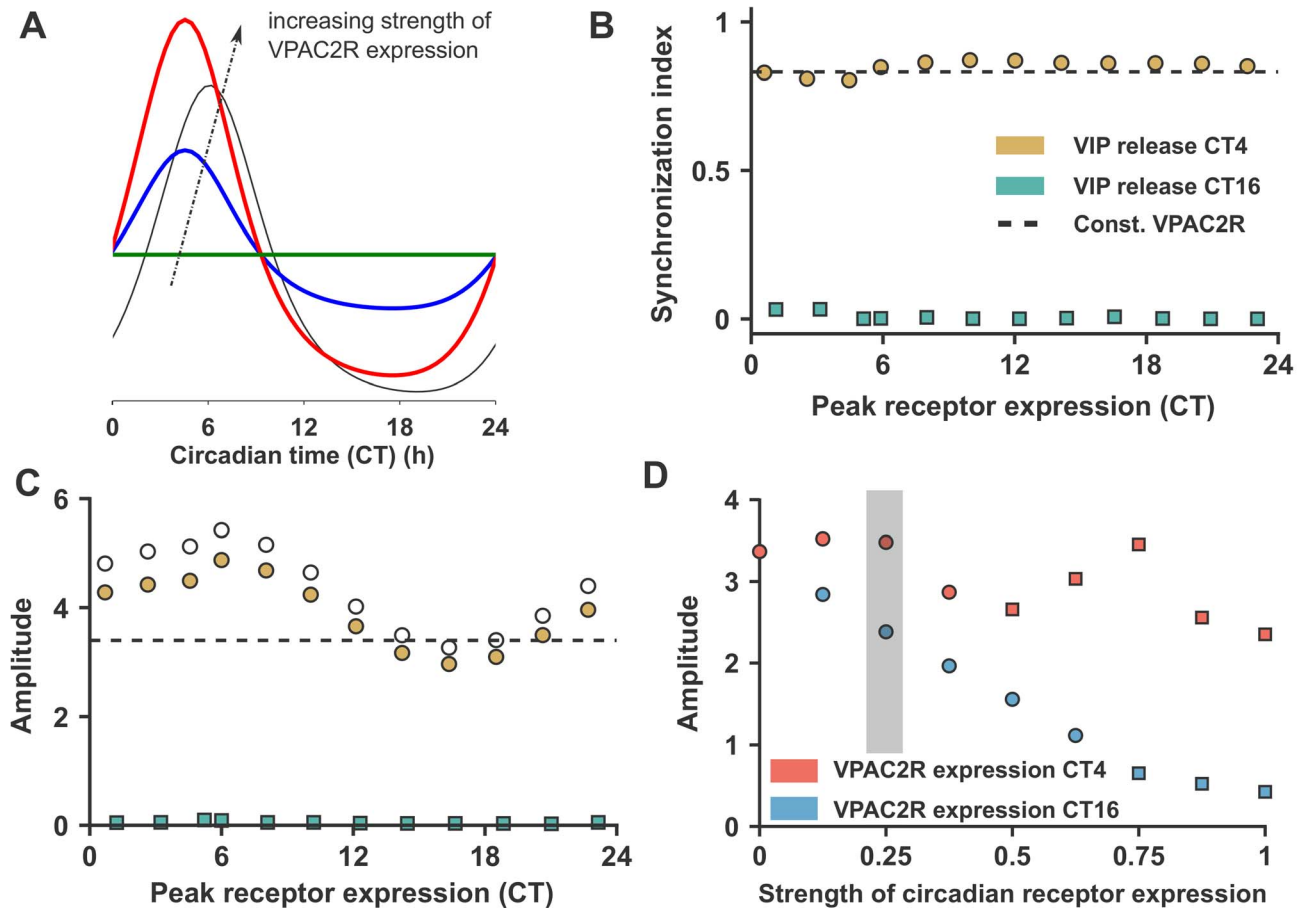 A
increasing strength of
VPAC2R expression
0 6 12 18 24
Circadian time (CT) (h)
B
Synchronization index
1
0.5
0
VIP release CT4
VIP release CT16
Const. VPAC2R
0 6 12 18 24
Peak receptor expression (CT)
C
Amplitude
6
4
2
0
0 6 12 18 24
Peak receptor expression (CT)
D
Amplitude
4
3
2
1
0
VPAC2R expression CT4
VPAC2R expression CT16
0 0.25 0.5 0.75 1
Strength of circadian receptor expression